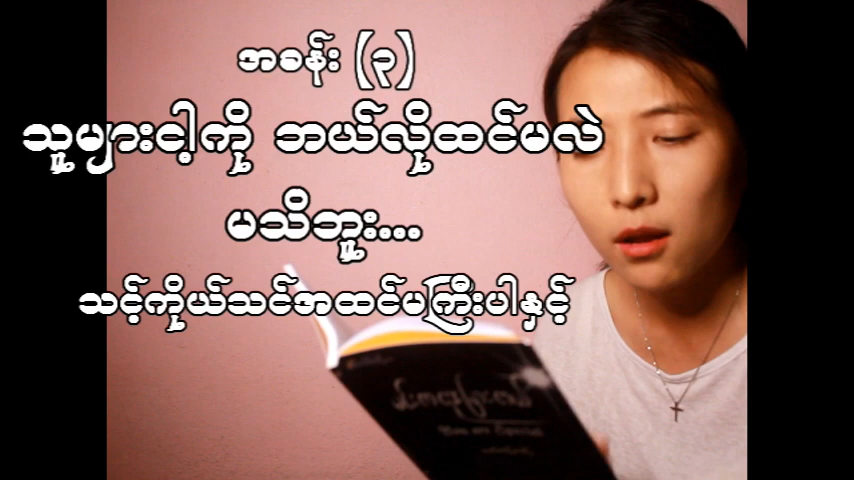 အခန်း (၃)
သူများငါ့ကို ဘယ်လိုထင်မလဲ
မသိဘူး...
သင့်ကိုယ်သင်အထင်မကြီးပါနှင့်